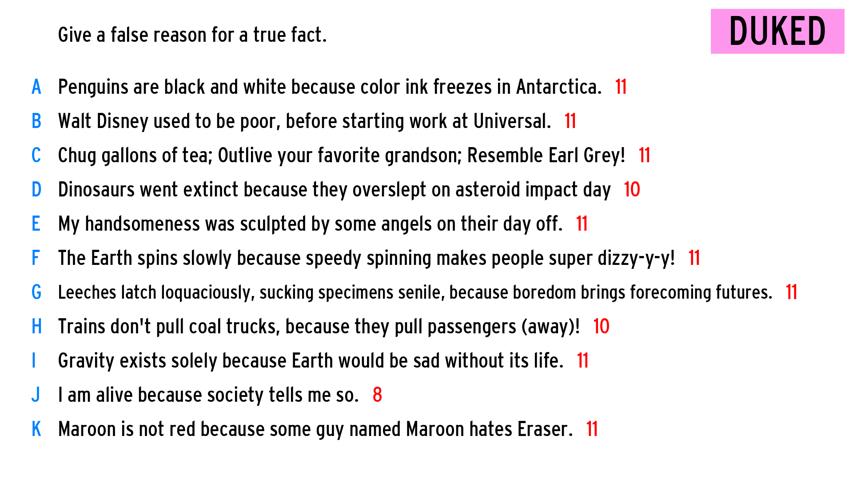 Give a false reason for a true fact.
DUKED
A Penguins are black and white because color ink freezes in Antarctica. 11
B Walt Disney used to be poor, before starting work at Universal. 11
C Chug gallons of tea; Outlive your favorite grandson; Resemble Earl Grey! 11
D Dinosaurs went extinct because they overslept on asteroid impact day 10
E My handsomeness was sculpted by some angels on their day off. 11
F The Earth spins slowly because speedy spinning makes people super dizzy-y-y! 11
G Leeches latch loquaciously, sucking specimens senile, because boredom brings forecoming futures. 11
H Trains don't pull coal trucks, because they pull passengers (away)! 10
I Gravity exists solely because Earth would be sad without its life. 11
J I am alive because society tells me so. 8
K Maroon is not red because some guy named Maroon hates Eraser. 11